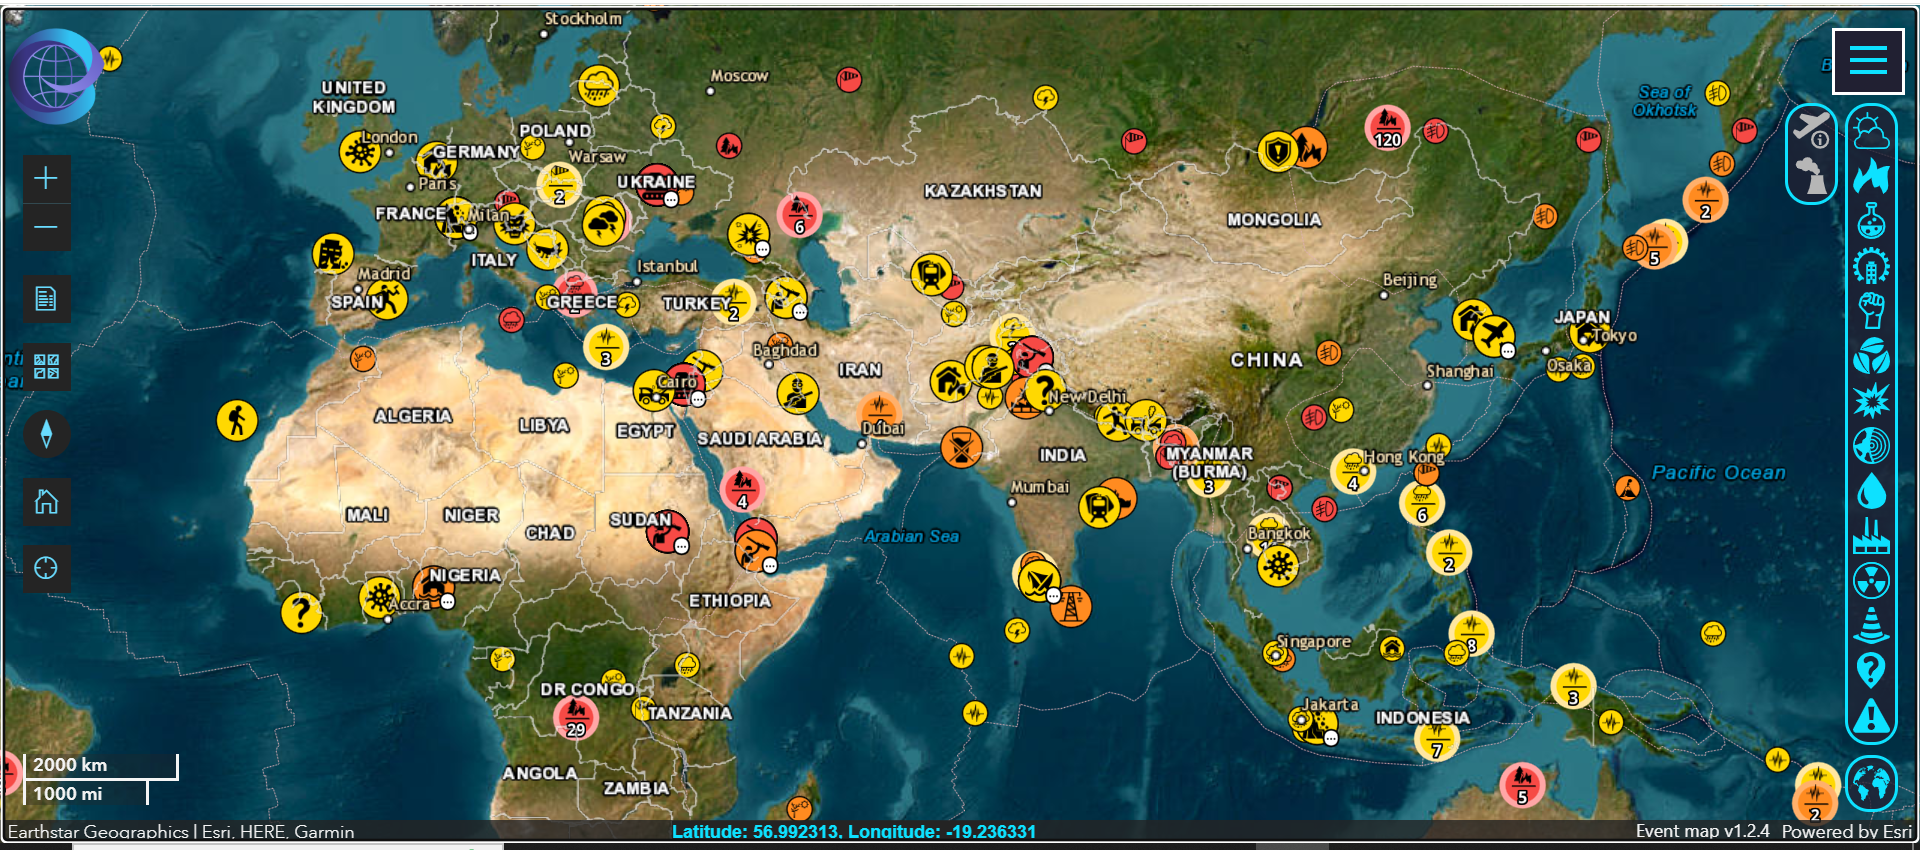 Stockholm
Moscow
UNITED
KINGDOM
Sea of
Okhotsk
London
POLAND
GERMANY
Warsaw
120
Paris
UKRAINE
KAZAKHSTAN
2
2
FRANCE
Milan
MONGOLIA
6
5
ITALY
Istanbul
Madrid
Beijing
SPAIN
GREECE
TURKEY
2
JAPAN
Tokyo
3
Baghdad
IRAN
CHINA
Shanghai
Osaka
Cairo
New Delhi
ALGERIA
LIBYA
EGYPT
SAUDI ARABIA
Dubai
INDIA
MYANMAR
(BURMA)
Hong Kong
Pacific Ocean
3
4
Mumbai
4
MALI
NIGER
CHAD
SUDAN
6
Arabian Sea
Bangkok
2
NIGERIA
Accra
ETHIOPIA
Singapore
8
DR CONGO
3
TANZANIA
Jakarta
INDONESIA
29
7
2000 km
ANGOLA
1000 mi
ZAMBIA
5
2
Earthstar Geographics | Esri, HERE, Garmin
Latitude: 56.992313, Longitude: -19.236331
Event map v1.2.4
Powered by Esri